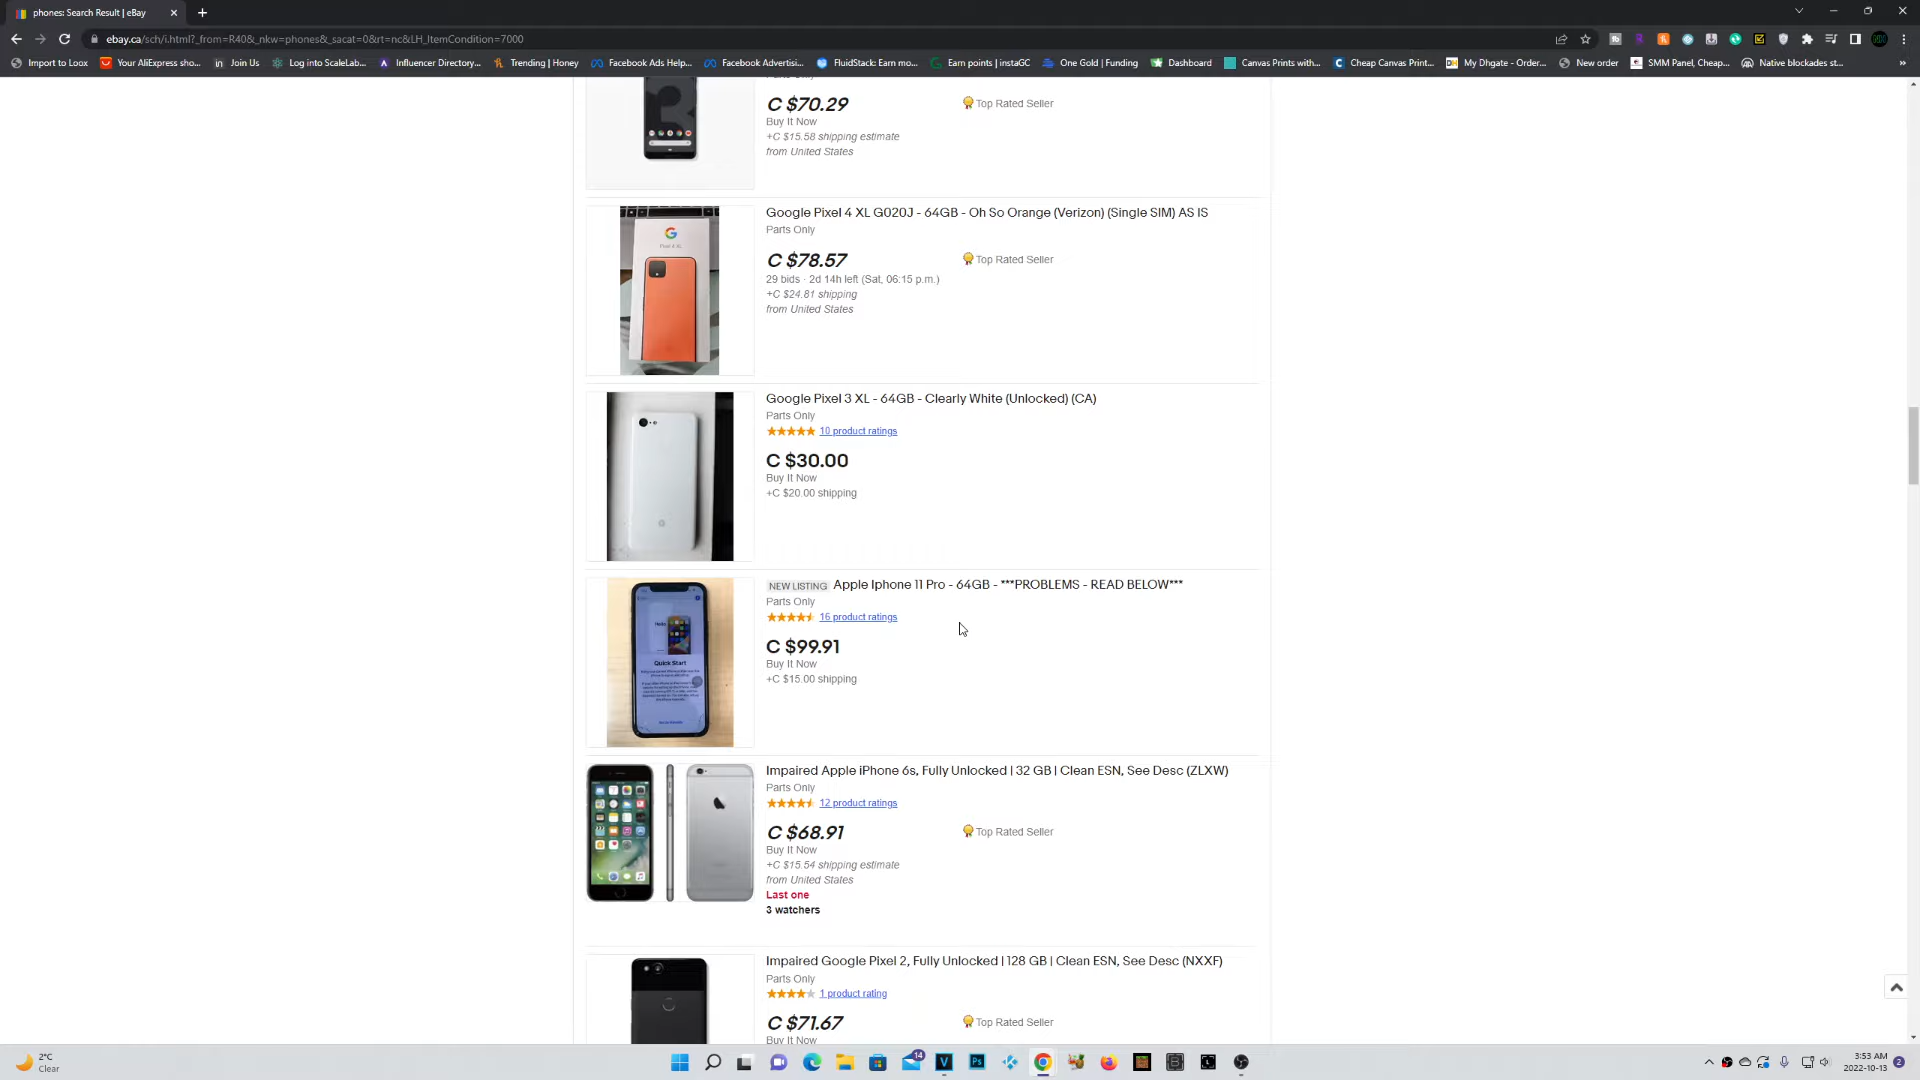 phones: Search Result | eBay
ebay.ca/sch/i.html?_from=R40&_nkw=phones&_sacat=0&rt=nc&LH_ItemCondition=7000
Import to Loox
Your AliExpress sho...
Join Us
Log into ScaleLab...
Influencer Directory...
Trending | Honey
Facebook Ads Help...
Facebook Advertisi...
FluidStack: Earn mo...
Earn points | instaGC
One Gold | Funding
Dashboard
Canvas Prints with...
Cheap Canvas Print...
My Dhgate - Order...
New order
SMM Panel, Cheap...
Native blockades st...
C $70.29
Top Rated Seller
Buy It Now
+C $15.58 shipping estimate
from United States
Google Pixel 4 XL G020J - 64GB - Oh So Orange (Verizon) (Single SIM) AS IS
Parts Only
C $78.57
Top Rated Seller
29 bids · 2d 14h left (Sat, 06:15 p.m.)
+C $24.81 shipping
from United States
Google Pixel 3 XL - 64GB - Clearly White (Unlocked) (CA)
Parts Only
10 product ratings
C $30.00
Buy It Now
+C $20.00 shipping
NEW LISTING Apple Iphone 11 Pro - 64GB - ***PROBLEMS - READ BELOW***
Parts Only
16 product ratings
C $99.91
Buy It Now
+C $15.00 shipping
Hello
Quick Start
Impaired Apple iPhone 6s, Fully Unlocked | 32 GB | Clean ESN, See Desc (ZLXW)
Parts Only
12 product ratings
C $68.91
Top Rated Seller
Buy It Now
+C $15.54 shipping estimate
from United States
Last one
3 watchers
Impaired Google Pixel 2, Fully Unlocked | 128 GB | Clean ESN, See Desc (NXXF)
Parts Only
1 product rating
C $71.67
Top Rated Seller
Buy It Now
2°C
Clear
14
3:53 AM
2022-10-13
2